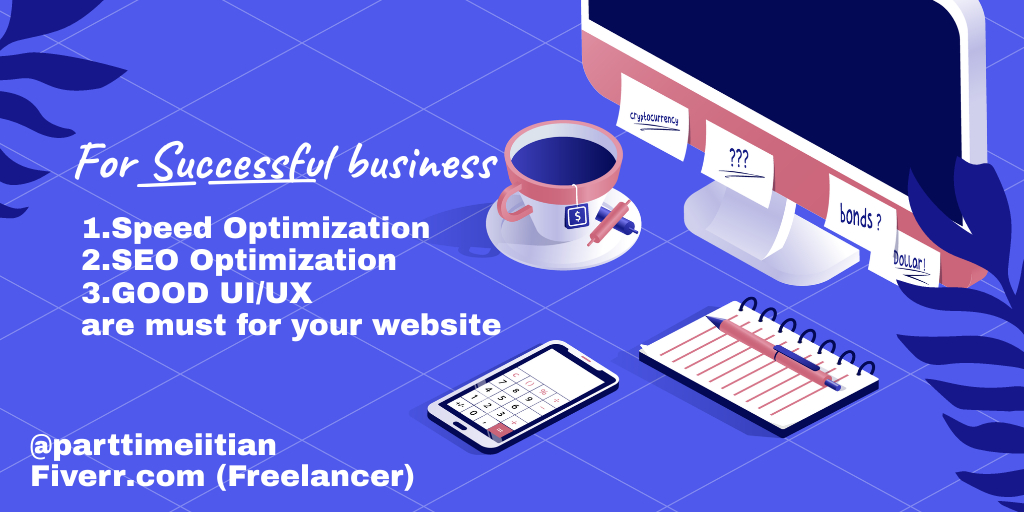 For Successful business
1.Speed Optimization
2.SEO Optimization
3.GOOD UI/UX
are must for your website
@parttimeiitian
Fiverr.com (Freelancer)
cryptocurrency
???
bonds ?
Dollar!
$